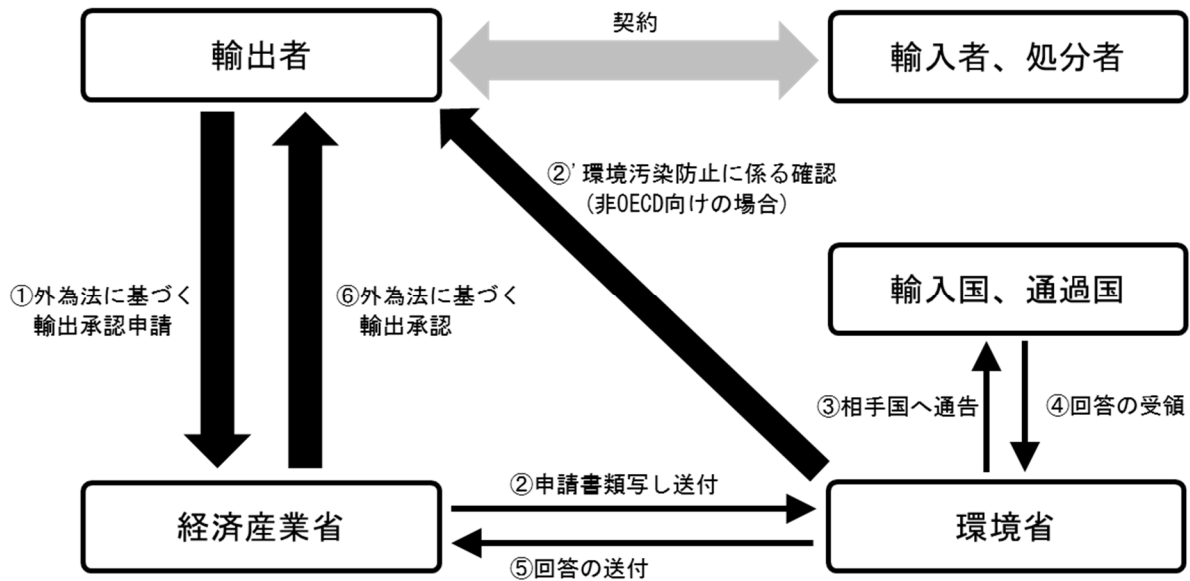 契約
輸出者
輸入者、処分者
②'環境汚染防止に係る確認
(非OECD向けの場合)
輸入国、通過国
①外為法に基づく
輸出承認申請
⑥外為法に基づく
輸出承認
③相手国へ通告
④回答の受領
②申請書類写し送付
経済産業省
環境省
⑤回答の送付